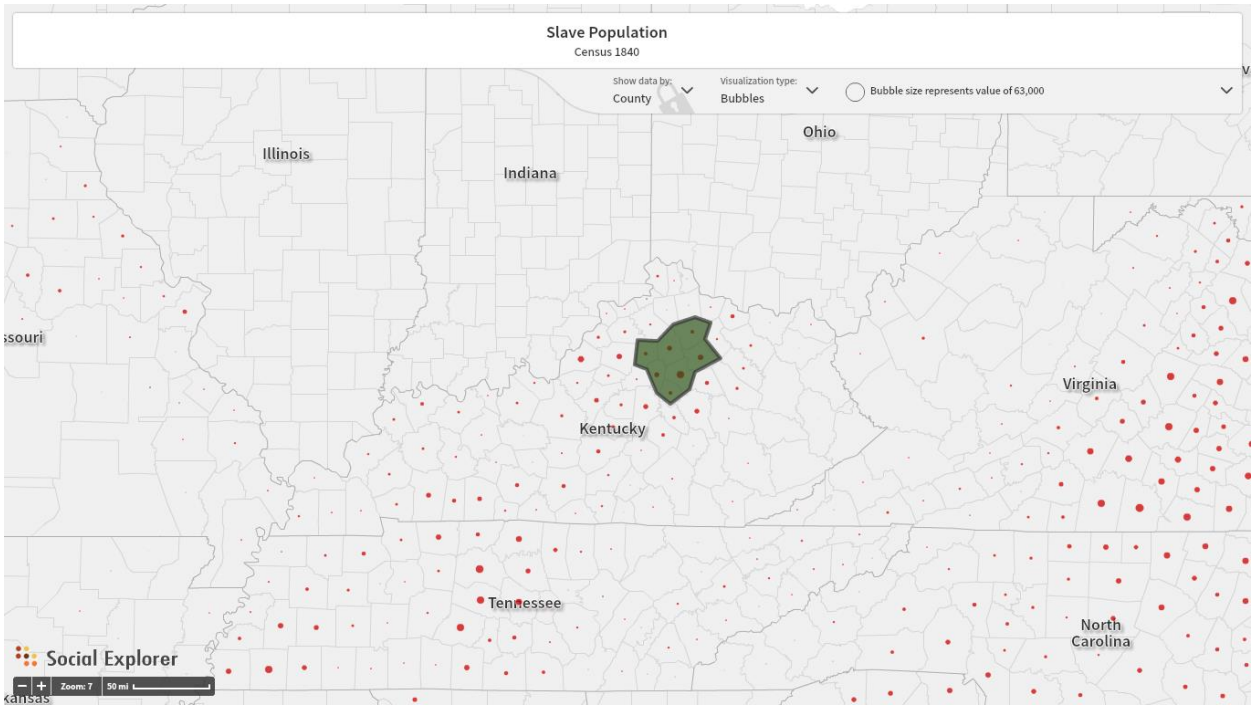 Slave Population
Census 1840
Show data by:
County
Visualization type:
Bubbles
Bubble size represents value of 63,000
Ohio
Illinois
Indiana
ssouri
Virginia
Kentucky
Tennessee
North
Carolina
Social Explorer
Zoom: 7
50 mi
kansas